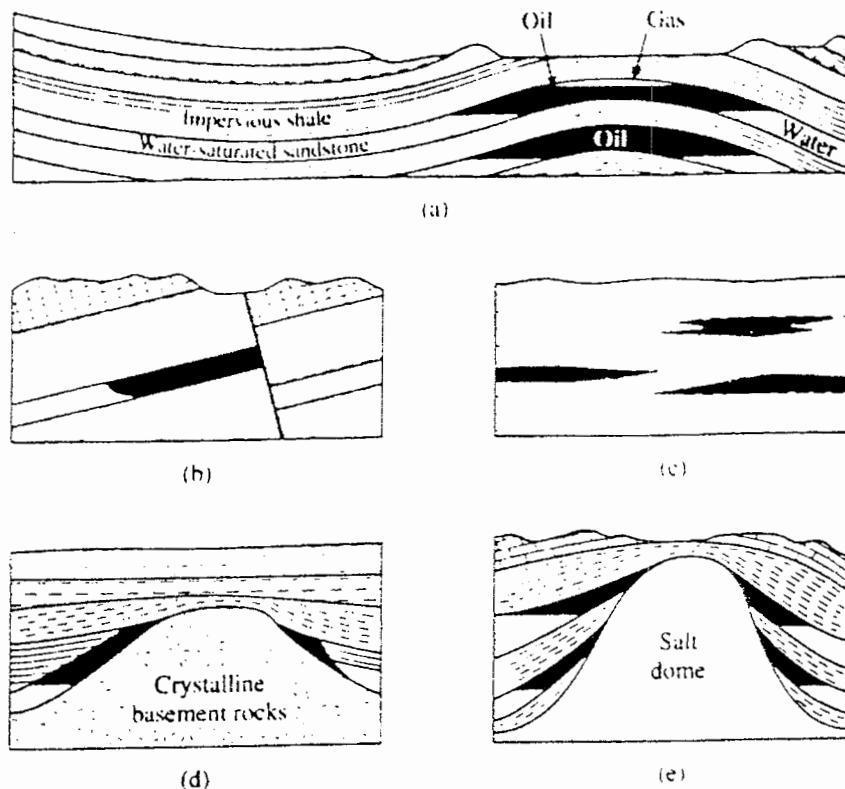 Oil
Gas
Impervious shale
Water-saturated sandstone
Oil
Water
(a)
(b)
(c)
Crystalline
basement rocks
(d)
Salt
dome
(e)